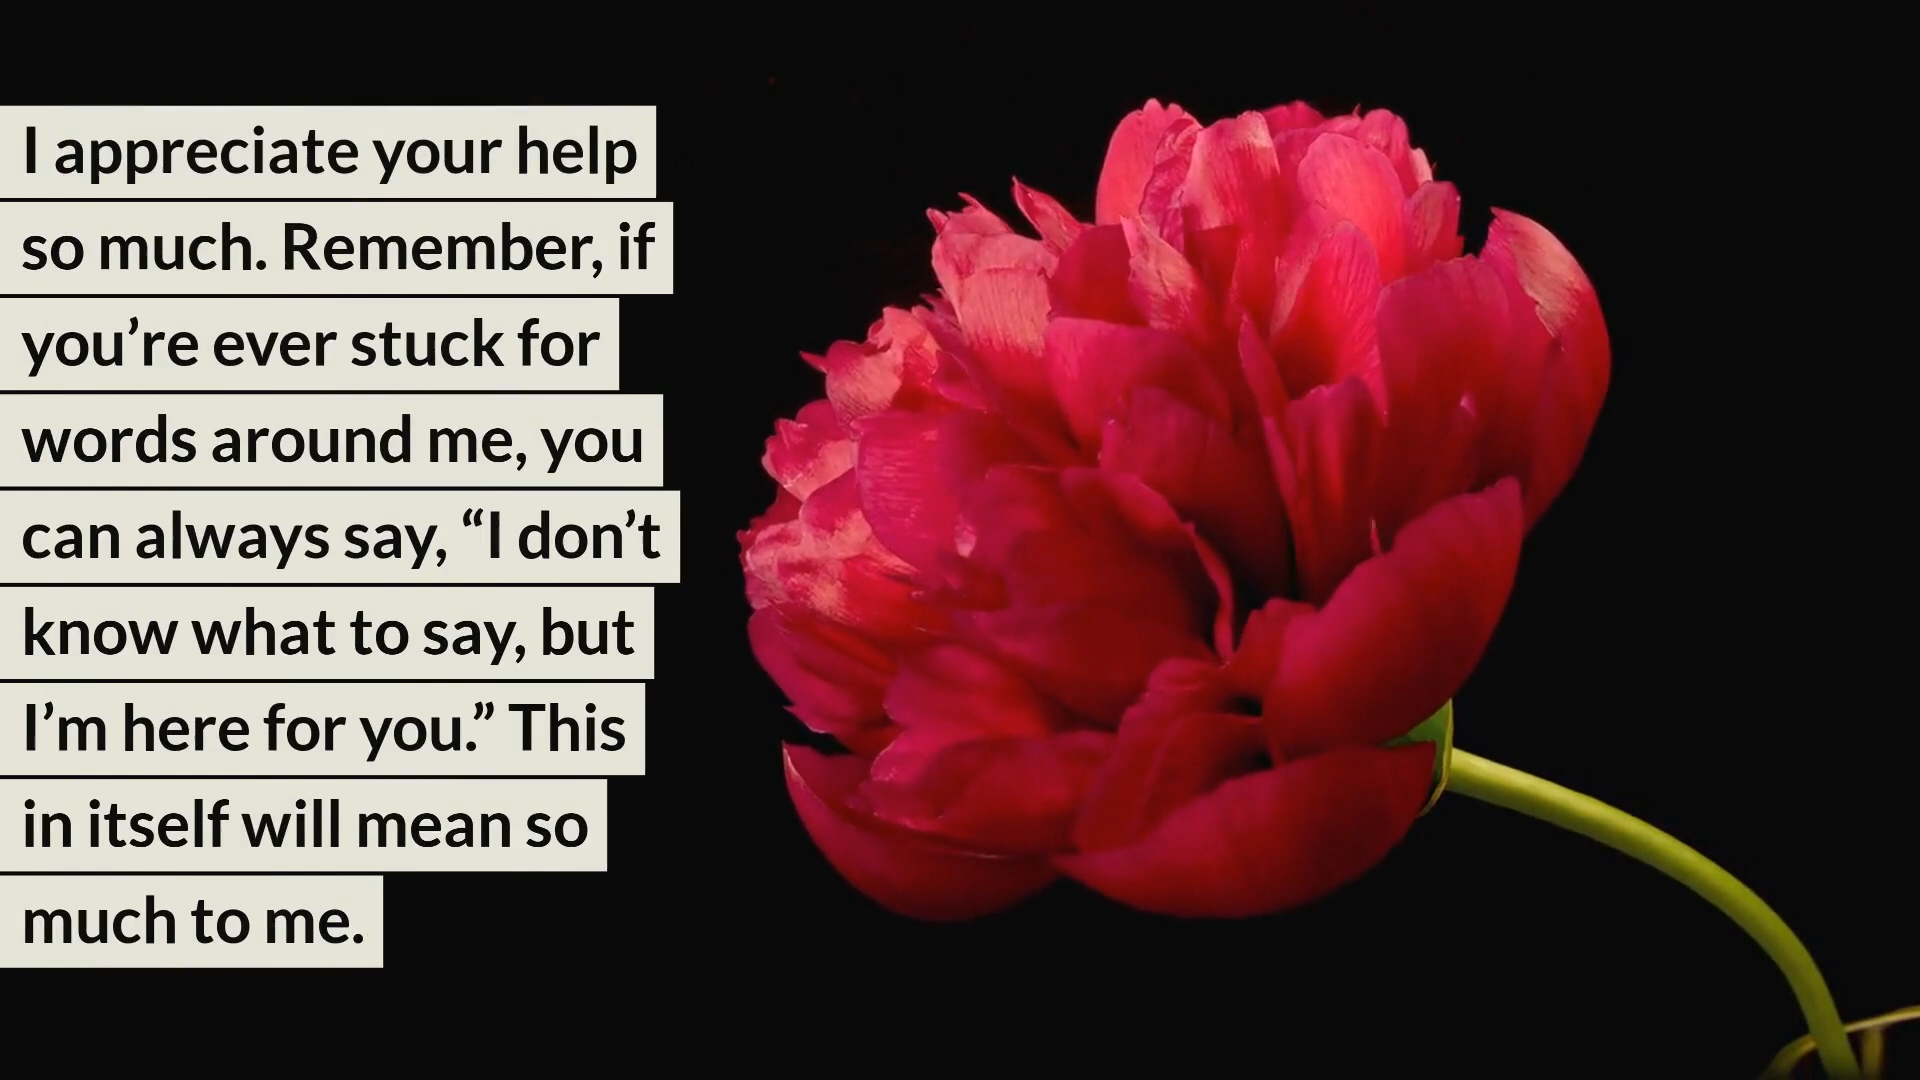 I appreciate your help
so much. Remember, if
you’re ever stuck for
words around me, you
can always say, “I don’t
know what to say, but
I’m here for you.” This
in itself will mean so
much to me.